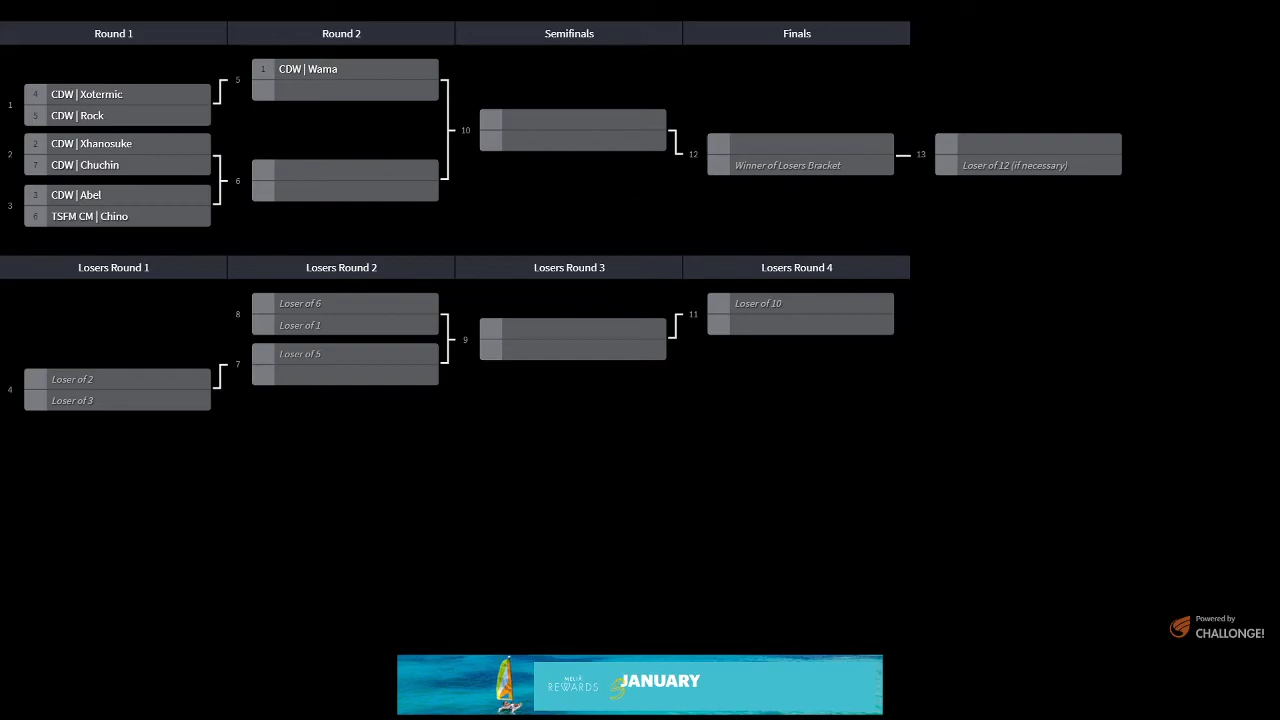 Round 1
Round 2
Semifinals
Finals
5
1 CDW | Wama
1
4 CDW | Xotermic
5 CDW | Rock
10
2
2 CDW | Xhanosuke
7 CDW | Chuchin
12
Winner of Losers Bracket
13
Loser of 12 (if necessary)
6
3
3 CDW | Abel
6 TSFM CM | Chino
Losers Round 1
Losers Round 2
Losers Round 3
Losers Round 4
8
Loser of 6
Loser of 1
11
Loser of 10
9
7
Loser of 5
4
Loser of 2
Loser of 3
Powered by
CHALLONGE!
MELIÁ
REWARDS
JANUARY